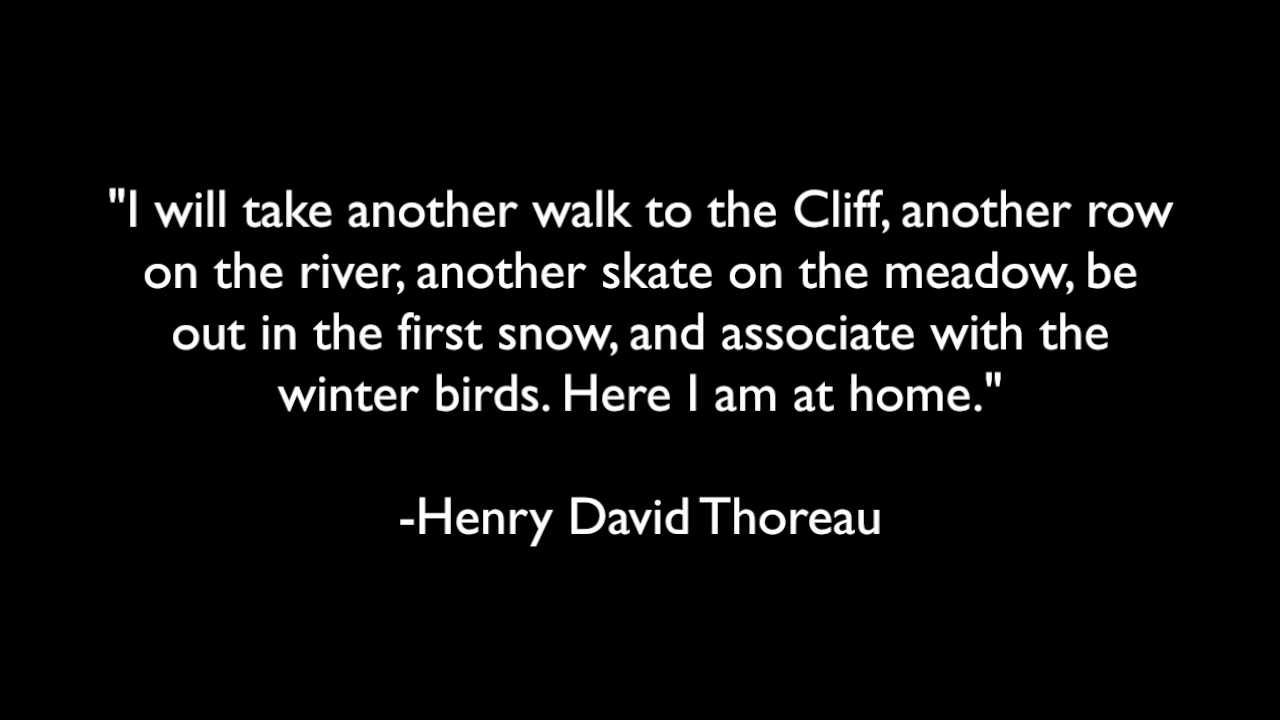 "I will take another walk to the Cliff, another row
on the river, another skate on the meadow, be
out in the first snow, and associate with the
winter birds. Here I am at home."
-Henry David Thoreau